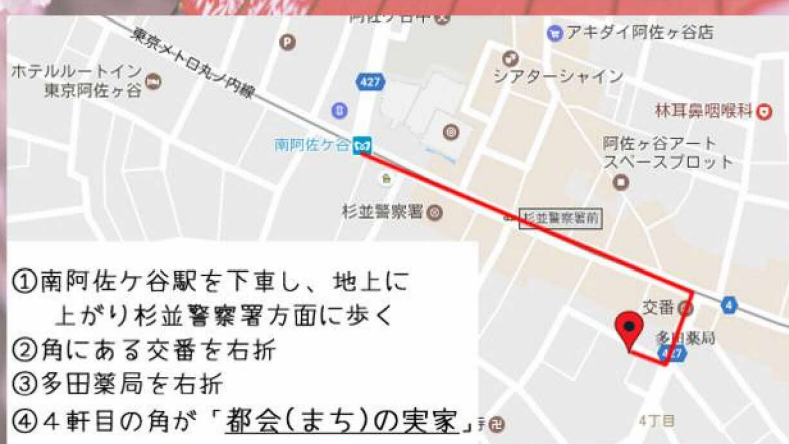 阿佐ケ谷中
アキダイ阿佐ヶ谷店
東京メトロ丸ノ内線
シアターシャイン
ホテルルートイン
東京阿佐ヶ谷
427
林耳鼻咽喉科
南阿佐ケ谷
阿佐ヶ谷アート
スペースプロット
杉並警察署
杉並警察署前
交番
4
多田薬局
427
4丁目
①南阿佐ケ谷駅を下車し、地上に
上がり杉並警察署方面に歩く
②角にある交番を右折
③多田薬局を右折
④4軒目の角が「都会(まち)の実家」